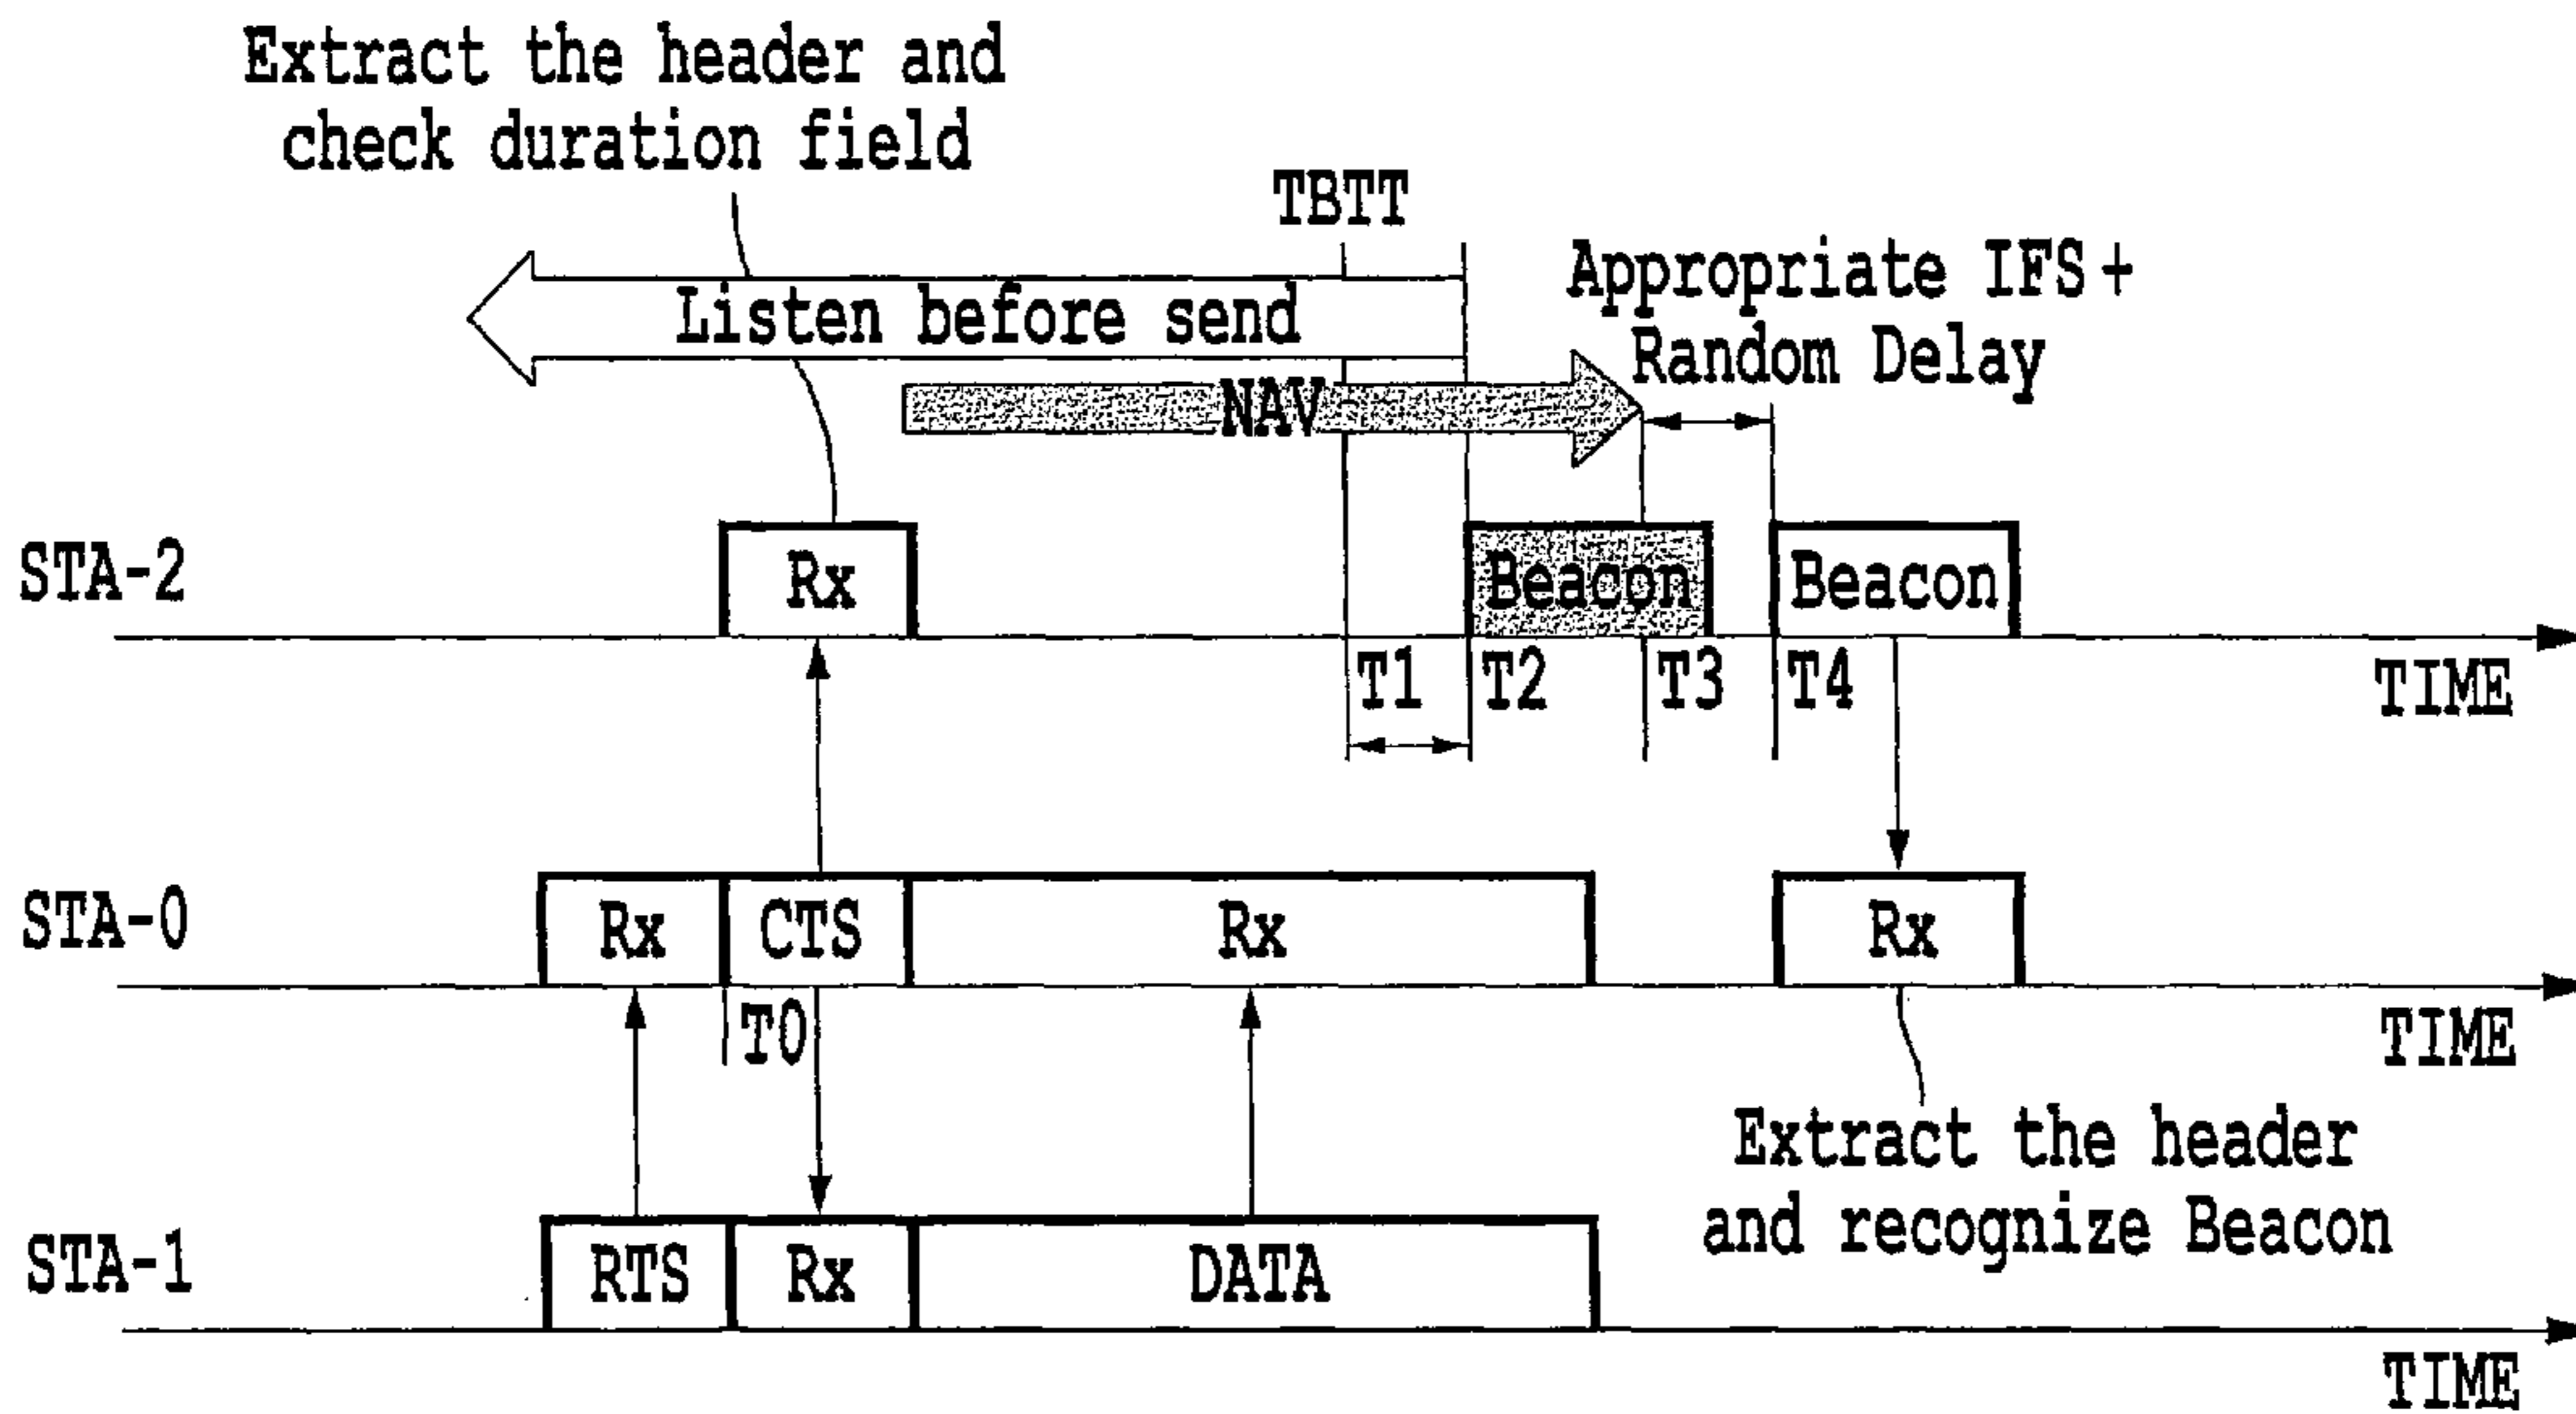 Extract the header and
check duration field
TBTT
Listen before send
Appropriate IFS+
Random Delay
NAV
STA-2
Rx
Beacon
Beacon
T1
T2
T3
T4
TIME
STA-0
Rx
CTS
Rx
Rx
T0
TIME
Extract the header
and recognize Beacon
STA-1
RTS
Rx
DATA
TIME